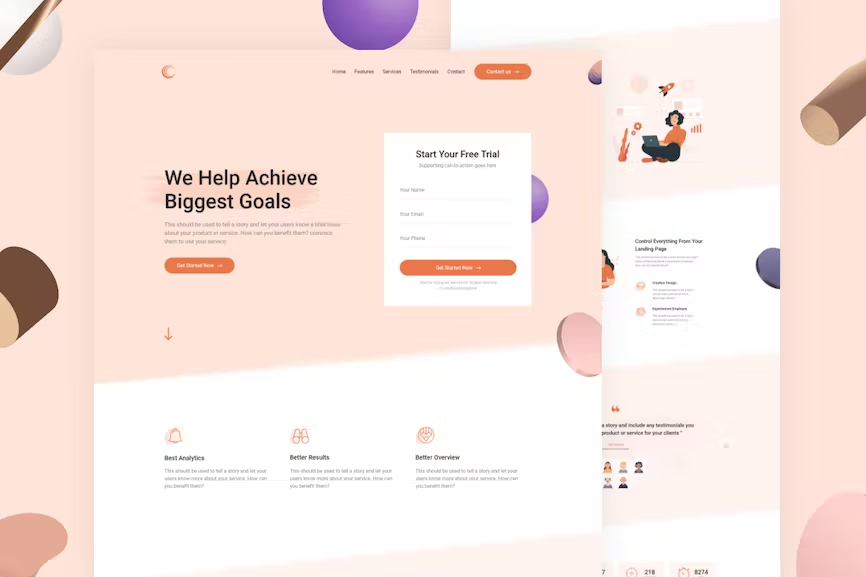 Home Features Services Testimonials Contact Contact us
We Help Achieve
Biggest Goals
This should be used to tell a story and let your users know a little more
about your product or service. How can you benefit them?
them to use your service
Get Started Now
Start Your Free Trial
Supporting call-to-action goes here
Your Name
Your Email
Your Phone
Get Started Now
Best Analytics
This should be used to tell a story and let your
users know more about your service. How can
you benefit them?
Better Results
This should be used to tell a story and let your
users know more about your service. How can
you benefit them?
Better Overview
This should be used to tell a story and let your
users know more about your service. How can
you benefit them?
Control Everything From Your
Landing Page
Creative Design
Experienced Employee
a story and include any testimonials you
product or service for your clients."
7 218 8274